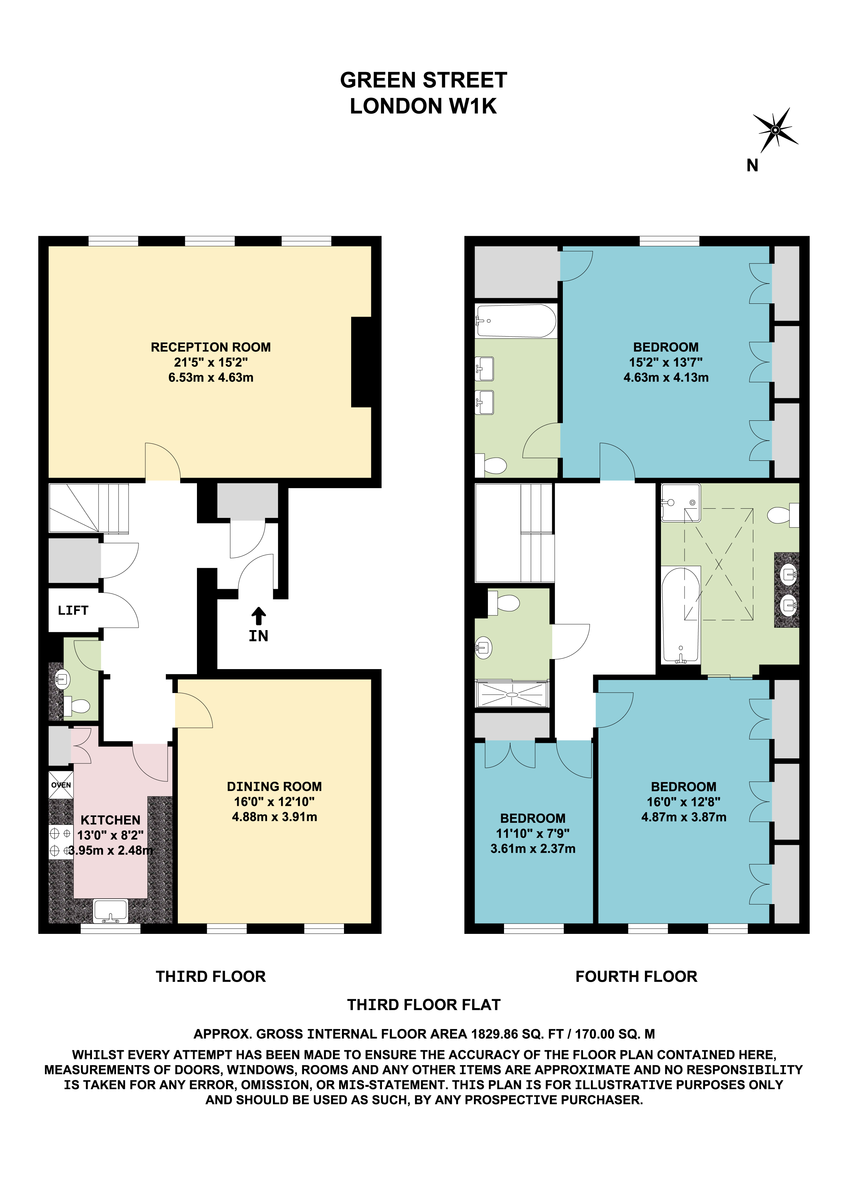 GREEN STREET
LONDON W1K
N
RECEPTION ROOM
21'5" x 15'2"
6.53m x 4.63m
LIFT
IN
OVEN
KITCHEN
13'0" x 8'2"
3.95m x 2.48m
DINING ROOM
16'0" x 12'10"
4.88m x 3.91m
BEDROOM
15'2" x 13'7"
4.63m x 4.13m
BEDROOM
11'10" x 7'9"
3.61m x 2.37m
BEDROOM
16'0" x 12'8"
4.87m x 3.87m
THIRD FLOOR
FOURTH FLOOR
THIRD FLOOR FLAT
APPROX. GROSS INTERNAL FLOOR AREA 1829.86 SQ. FT / 170.00 SQ. M
WHILST EVERY ATTEMPT HAS BEEN MADE TO ENSURE THE ACCURACY OF THE FLOOR PLAN CONTAINED HERE,
MEASUREMENTS OF DOORS, WINDOWS, ROOMS AND ANY OTHER ITEMS ARE APPROXIMATE AND NO RESPONSIBILITY
IS TAKEN FOR ANY ERROR, OMISSION, OR MIS-STATEMENT. THIS PLAN IS FOR ILLUSTRATIVE PURPOSES ONLY
AND SHOULD BE USED AS SUCH, BY ANY PROSPECTIVE PURCHASER.